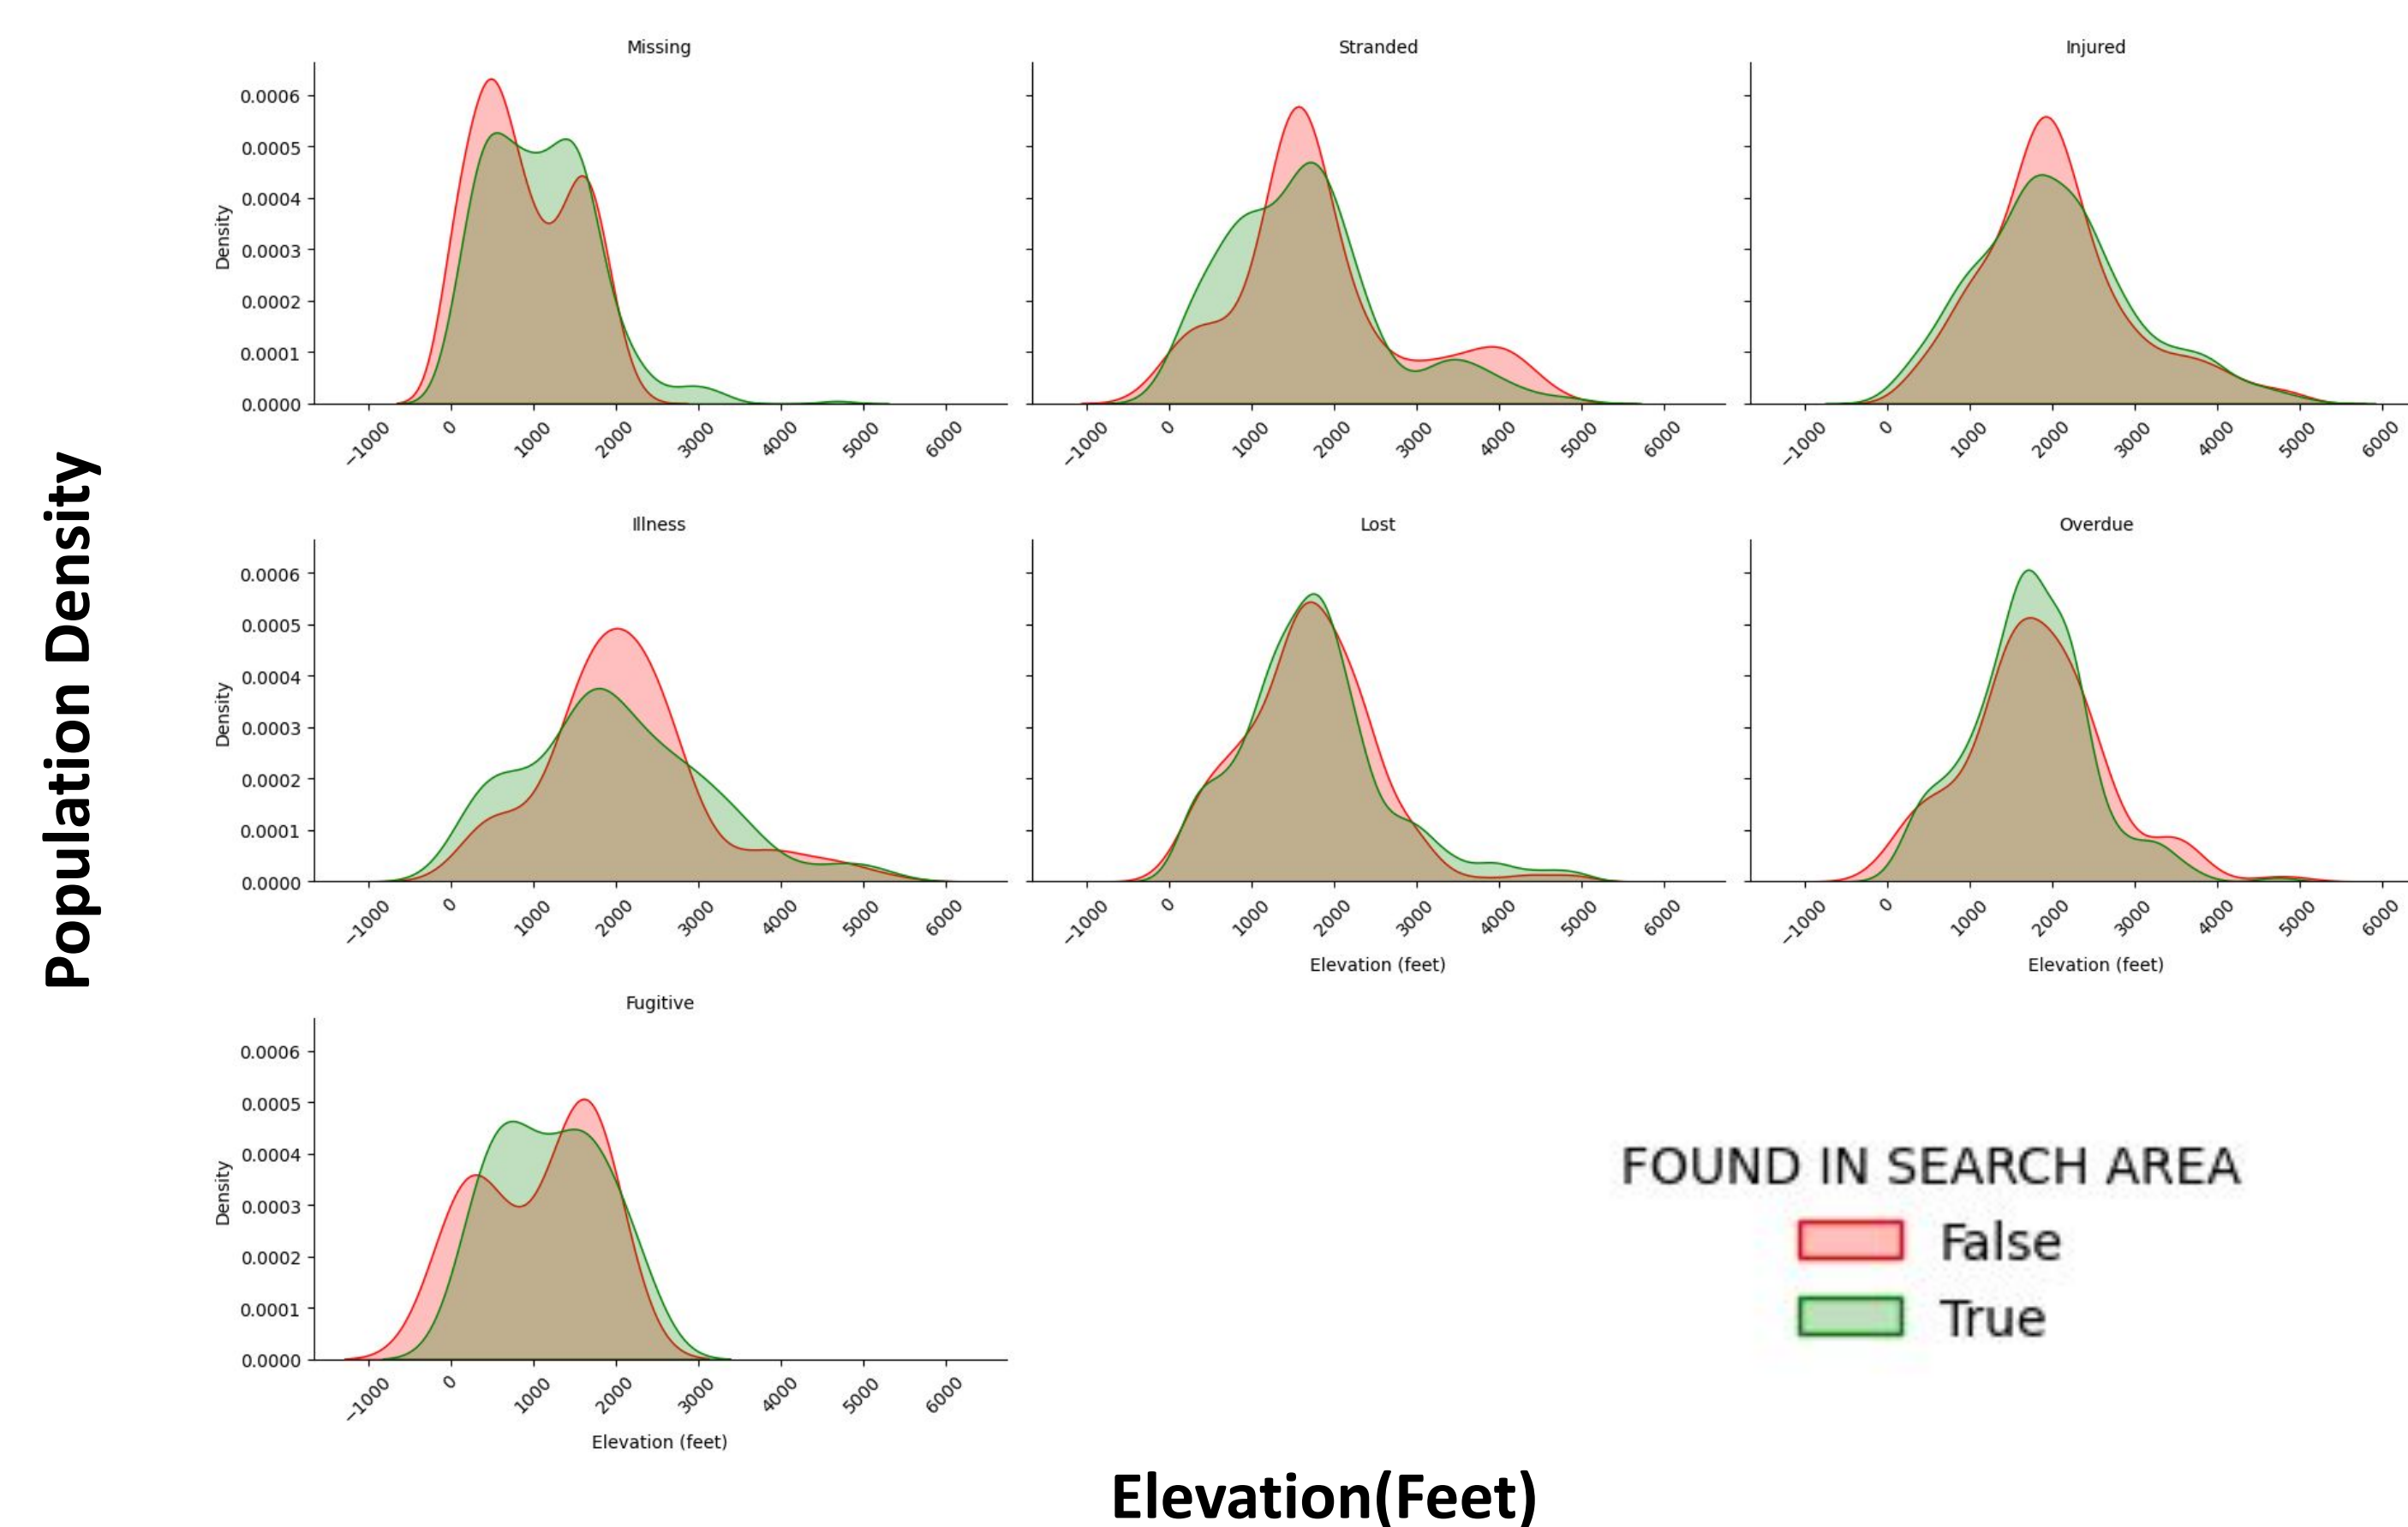 Missing
Stranded
Injured
0.0006
0.0005
0.0004
0.0003
0.0002
0.0001
0.0000
Density
−1000 0 1000 2000 3000 4000 5000 6000
−1000 0 1000 2000 3000 4000 5000 6000
−1000 0 1000 2000 3000 4000 5000 6000
Population Density
Illness
Lost
Overdue
0.0006
0.0005
0.0004
0.0003
0.0002
0.0001
0.0000
Density
−1000 0 1000 2000 3000 4000 5000 6000
−1000 0 1000 2000 3000 4000 5000 6000
−1000 0 1000 2000 3000 4000 5000 6000
Elevation (feet)
Elevation (feet)
Fugitive
0.0006
0.0005
0.0004
0.0003
0.0002
0.0001
0.0000
Density
−1000 0 1000 2000 3000 4000 5000 6000
Elevation (feet)
FOUND IN SEARCH AREA
False
True
Elevation(Feet)